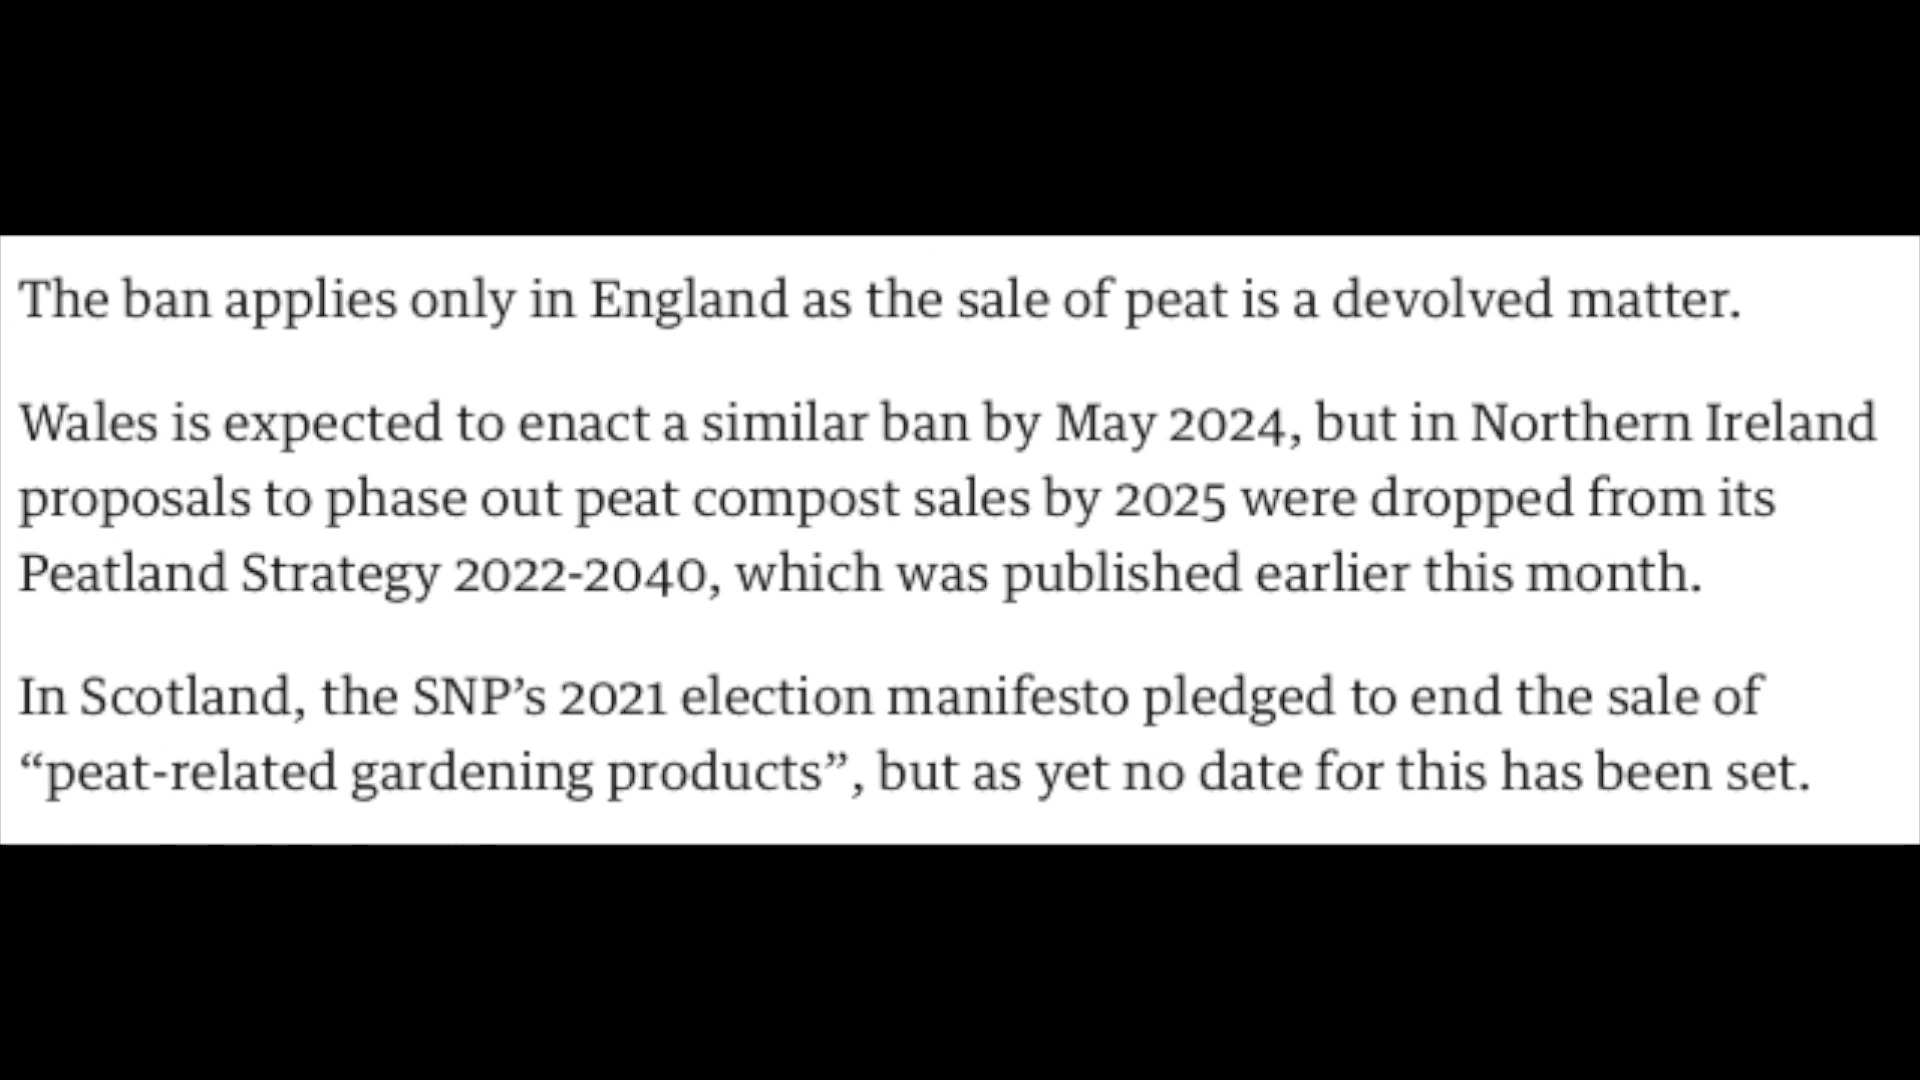 The ban applies only in England as the sale of peat is a devolved matter.
Wales is expected to enact a similar ban by May 2024, but in Northern Ireland
proposals to phase out peat compost sales by 2025 were dropped from its
Peatland Strategy 2022-2040, which was published earlier this month.
In Scotland, the SNP’s 2021 election manifesto pledged to end the sale of
“peat-related gardening products”, but as yet no date for this has been set.